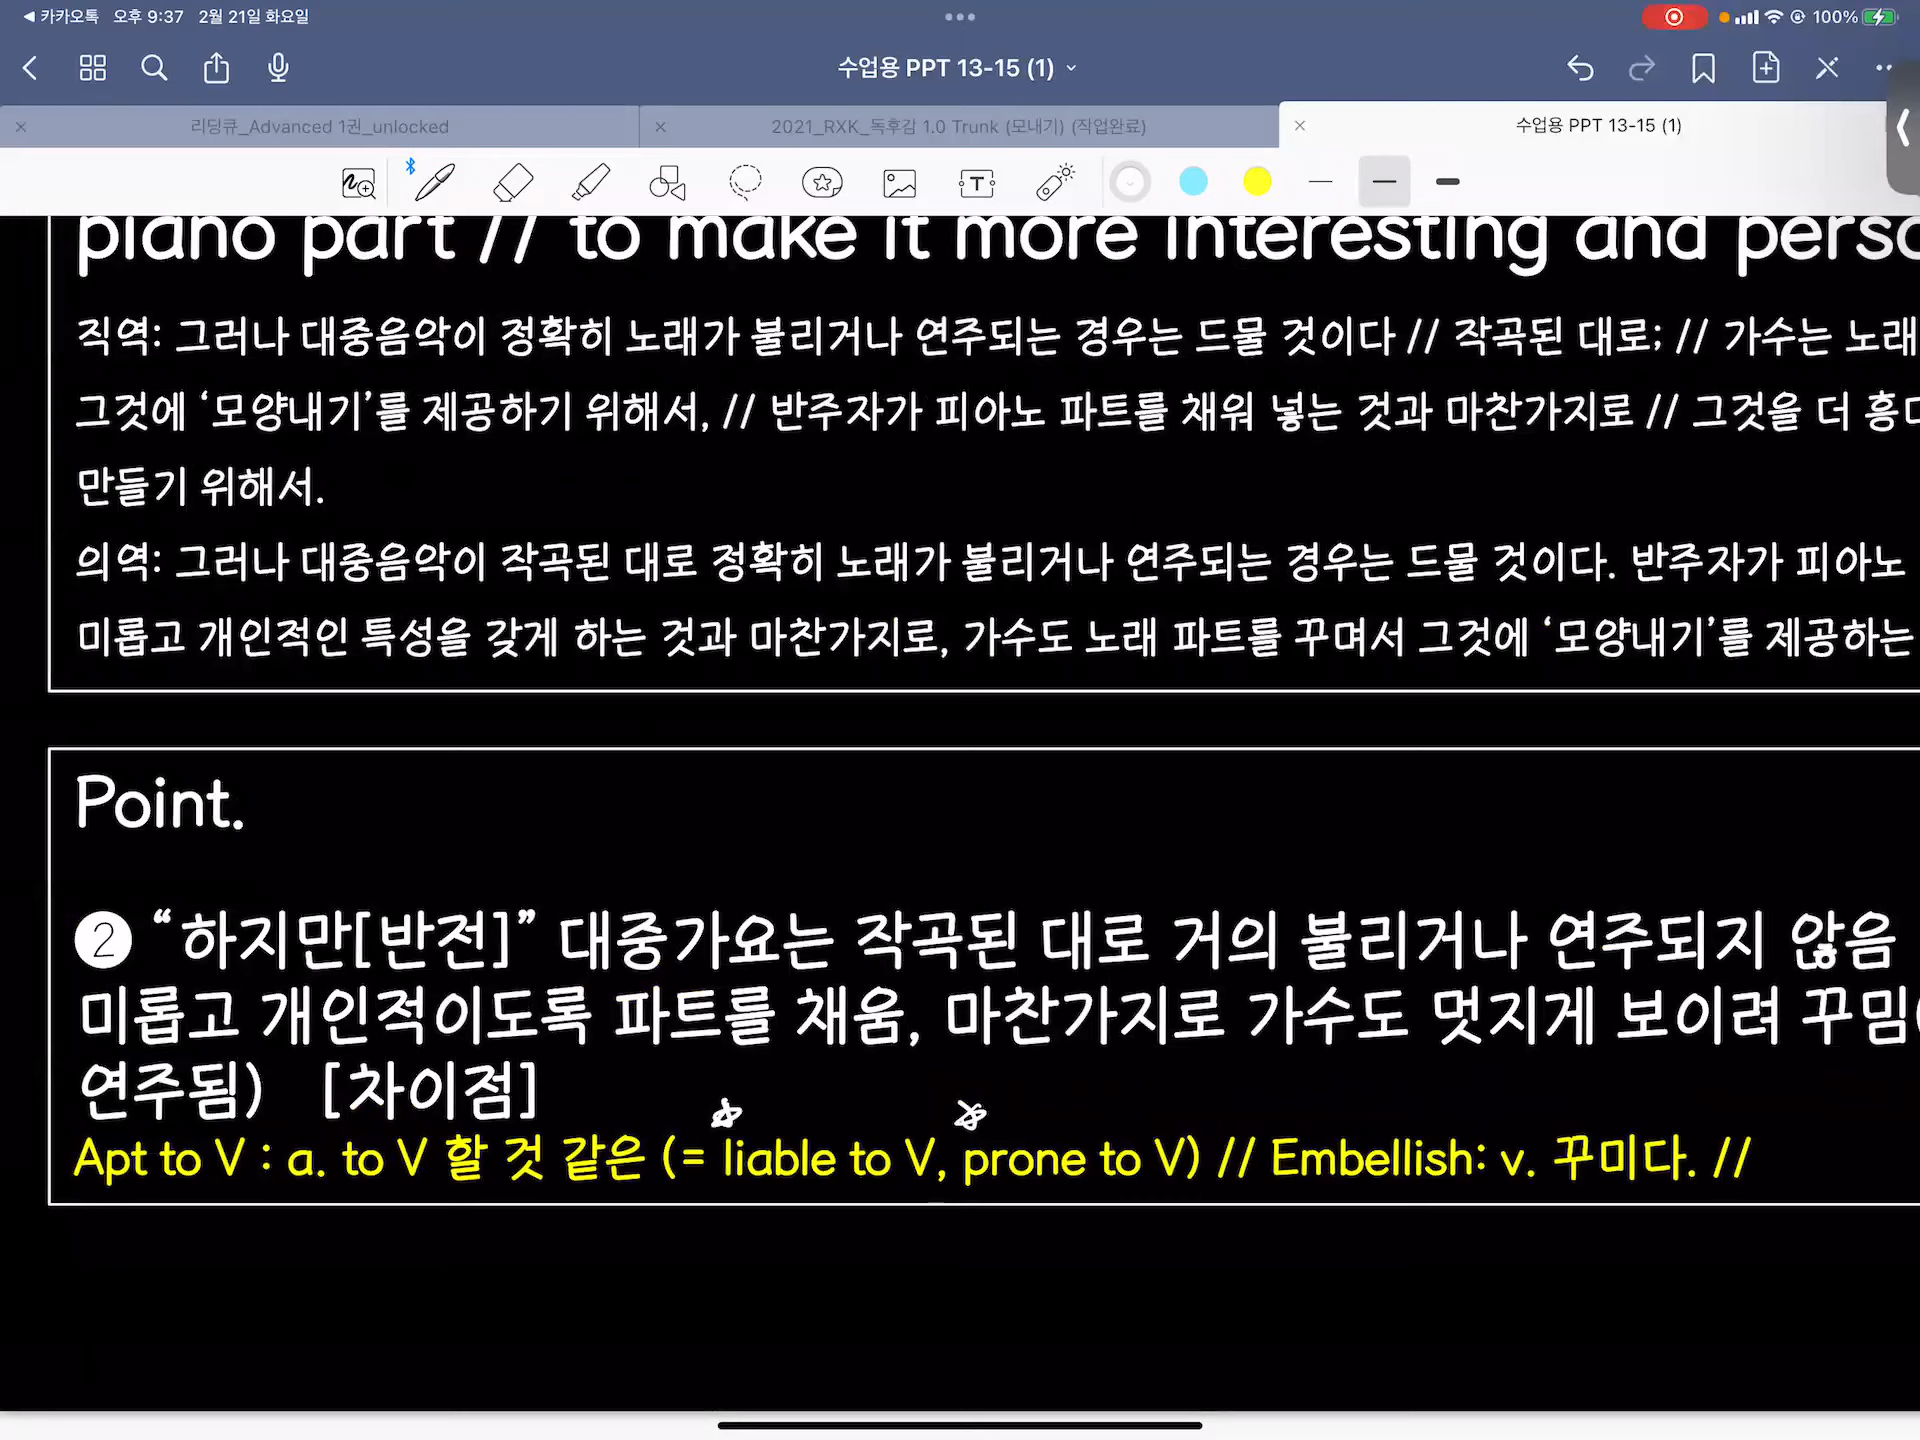 카카오톡 오후 9:37 2월 21일 화요일 100%
수업용 PPT 13-15 (1)
리딩큐_Advanced 1권_unlocked 2021_RXK_독후감 1.0 Trunk (모내기) (작업완료) 수업용 PPT 13-15 (1)
piano part // to make it more interesting and perso
직역: 그러나 대중음악이 정확히 노래가 불리거나 연주되는 경우는 드물 것이다 // 작곡된 대로; // 가수는 노래
그것에 ‘모양내기’를 제공하기 위해서, // 반주자가 피아노 파트를 채워 넣는 것과 마찬가지로 // 그것을 더 흥미
만들기 위해서.
의역: 그러나 대중음악이 작곡된 대로 정확히 노래가 불리거나 연주되는 경우는 드물 것이다. 반주자가 피아노
미롭고 개인적인 특성을 갖게 하는 것과 마찬가지로, 가수도 노래 파트를 꾸며서 그것에 ‘모양내기’를 제공하는
Point.
❷ “하지만[반전]” 대중가요는 작곡된 대로 거의 불리거나 연주되지 않음
미롭고 개인적이도록 파트를 채움, 마찬가지로 가수도 멋지게 보이려 꾸밈(
연주됨) [차이점]
Apt to V : a. to V 할 것 같은 (= liable to V, prone to V) // Embellish: v. 꾸미다. //